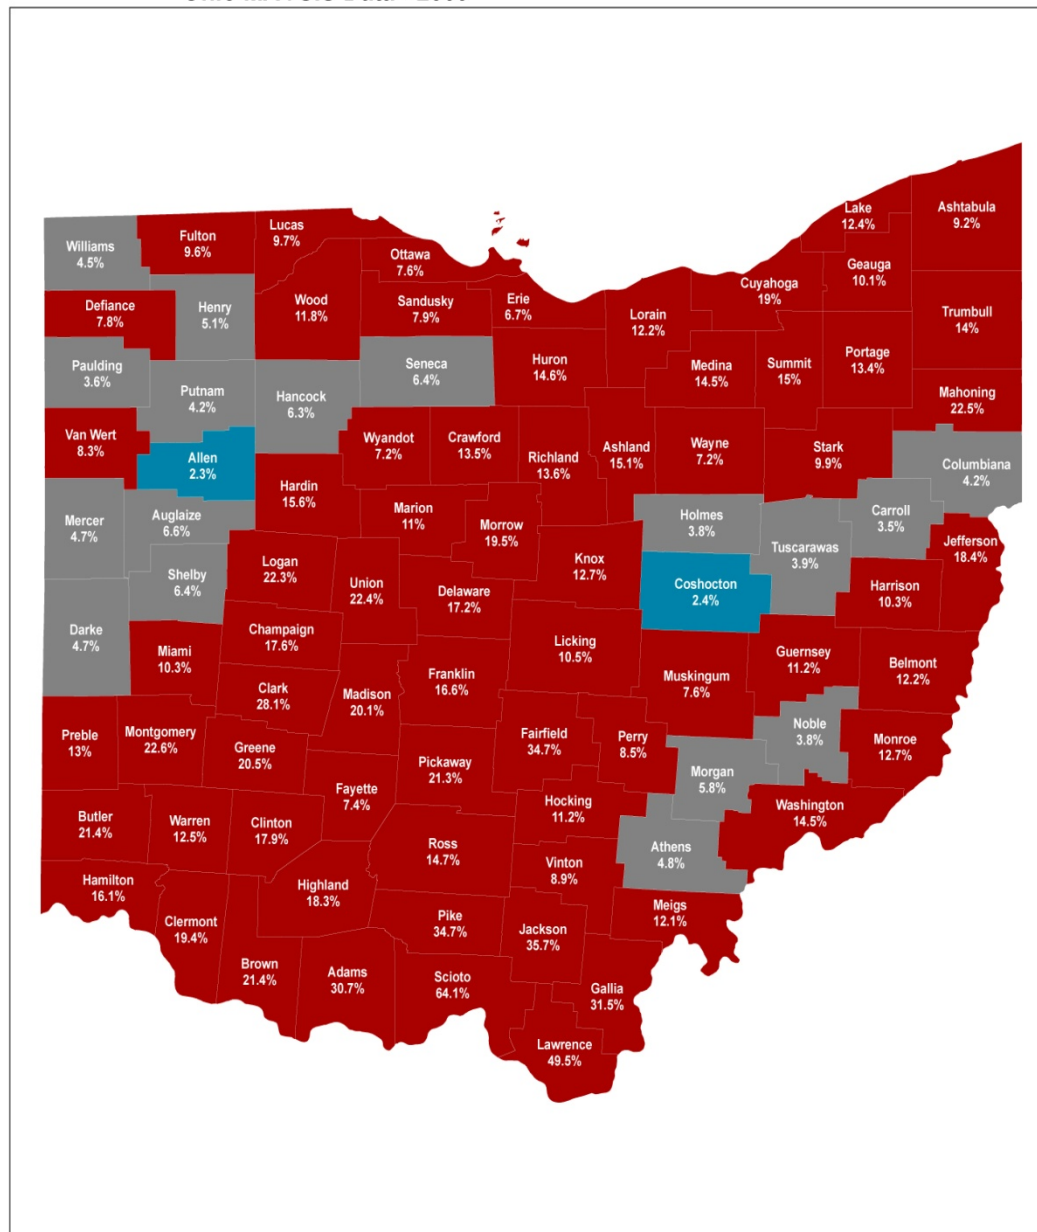 Williams
4.5%
Fulton
9.6%
Lucas
9.7%
Ottawa
7.6%
Lake
12.4%
Ashtabula
9.2%
Geauga
10.1%
Cuyahoga
19%
Defiance
7.8%
Henry
5.1%
Wood
11.8%
Sandusky
7.9%
Erie
6.7%
Lorain
12.2%
Trumbull
14%
Paulding
3.6%
Putnam
4.2%
Hancock
6.3%
Seneca
6.4%
Huron
14.6%
Medina
14.5%
Summit
15%
Portage
13.4%
Mahoning
22.5%
Van Wert
8.3%
Allen
2.3%
Wyandot
7.2%
Crawford
13.5%
Richland
13.6%
Ashland
15.1%
Wayne
7.2%
Stark
9.9%
Columbiana
4.2%
Hardin
15.6%
Mercer
4.7%
Auglaize
6.6%
Marion
11%
Morrow
19.5%
Holmes
3.8%
Carroll
3.5%
Tuscarawas
3.9%
Jefferson
18.4%
Shelby
6.4%
Logan
22.3%
Union
22.4%
Delaware
17.2%
Knox
12.7%
Coshocton
2.4%
Harrison
10.3%
Darke
4.7%
Miami
10.3%
Champaign
17.6%
Licking
10.5%
Guernsey
11.2%
Belmont
12.2%
Clark
28.1%
Madison
20.1%
Franklin
16.6%
Muskingum
7.6%
Preble
13%
Montgomery
22.6%
Greene
20.5%
Pickaway
21.3%
Fairfield
34.7%
Perry
8.5%
Noble
3.8%
Monroe
12.7%
Morgan
5.8%
Fayette
7.4%
Hocking
11.2%
Washington
14.5%
Butler
21.4%
Warren
12.5%
Clinton
17.9%
Ross
14.7%
Vinton
8.9%
Athens
4.8%
Hamilton
16.1%
Highland
18.3%
Meigs
12.1%
Clermont
19.4%
Pike
34.7%
Jackson
35.7%
Brown
21.4%
Adams
30.7%
Scioto
64.1%
Gallia
31.5%
Lawrence
49.5%